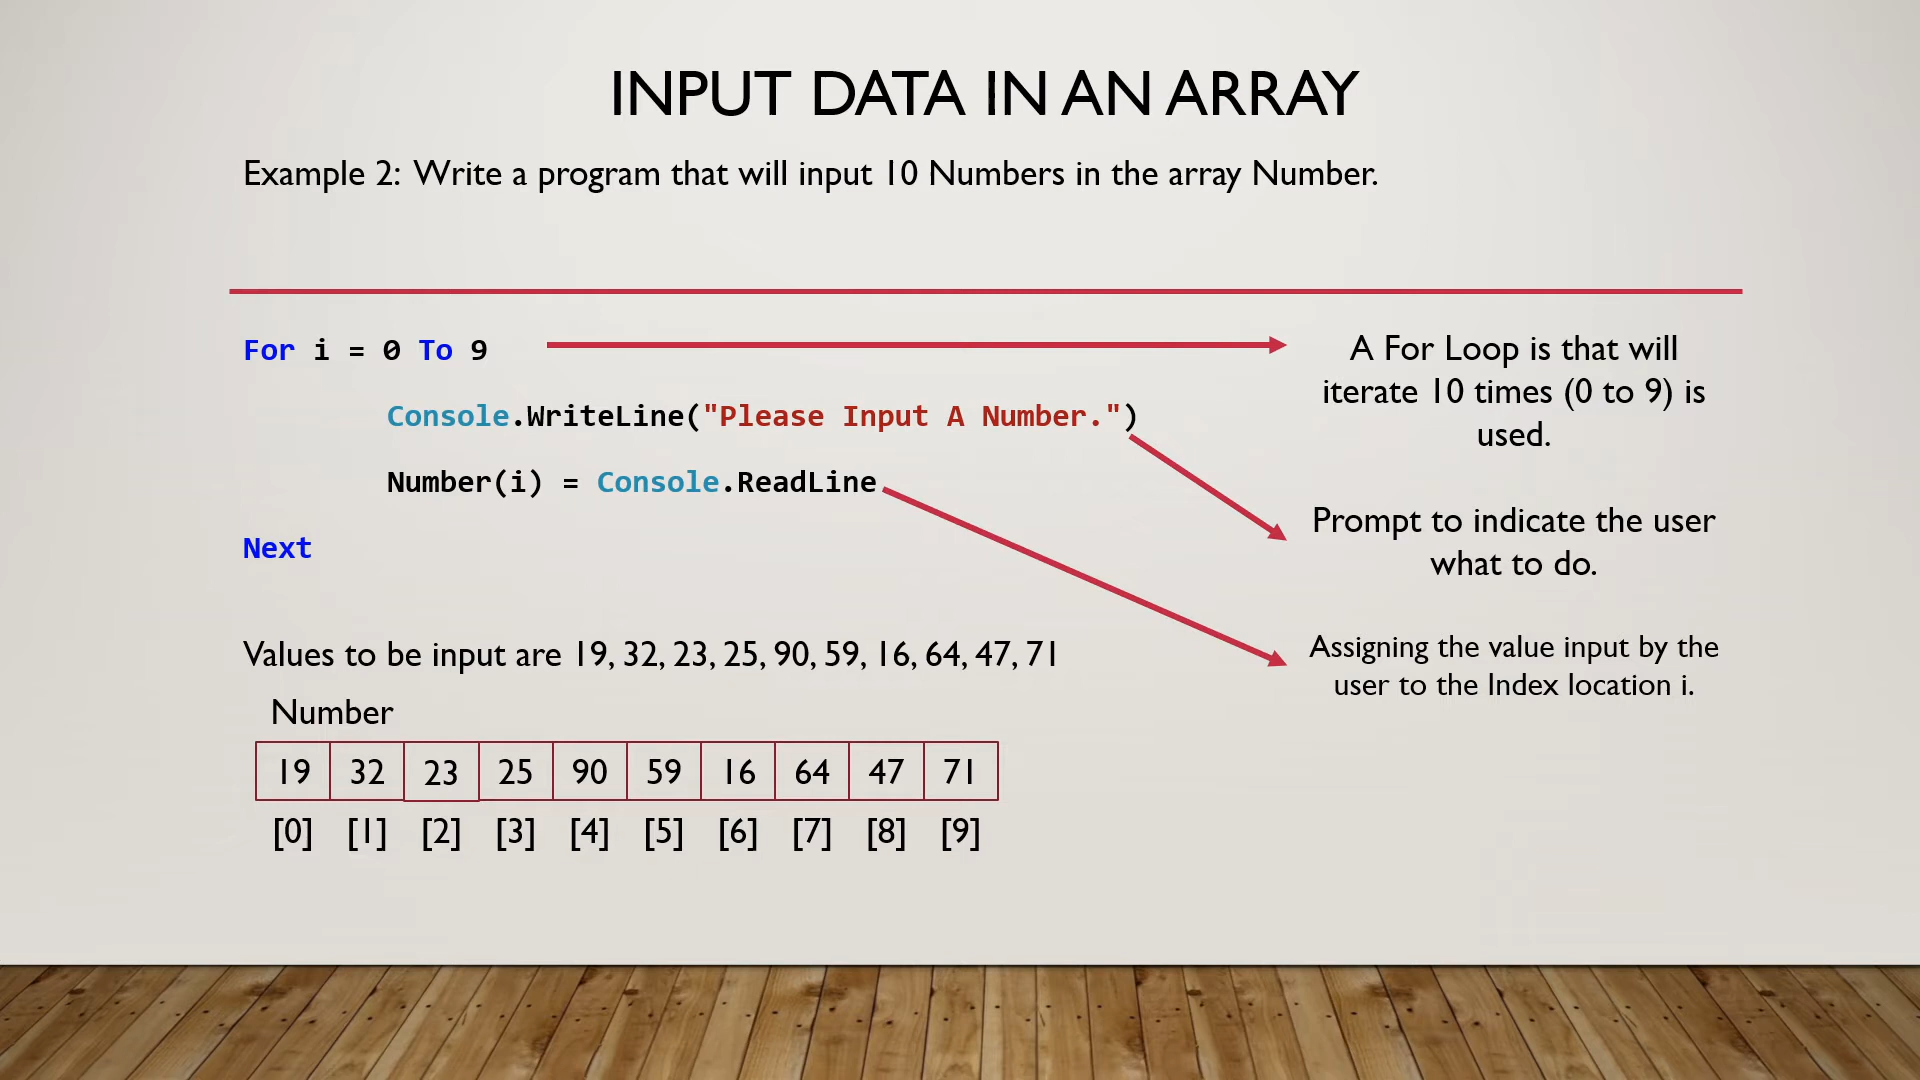 INPUT DATA IN AN ARRAY
Example 2: Write a program that will input 10 Numbers in the array Number.
For i = 0 To 9
Console.WriteLine("Please Input A Number.")
Number(i) = Console.ReadLine
Next
A For Loop is that will
iterate 10 times (0 to 9) is
used.
Prompt to indicate the user
what to do.
Assigning the value input by the
user to the Index location i.
Values to be input are 19, 32, 23, 25, 90, 59, 16, 64, 47, 71
Number
19 32 23 25 90 59 16 64 47 71
[0] [1] [2] [3] [4] [5] [6] [7] [8] [9]